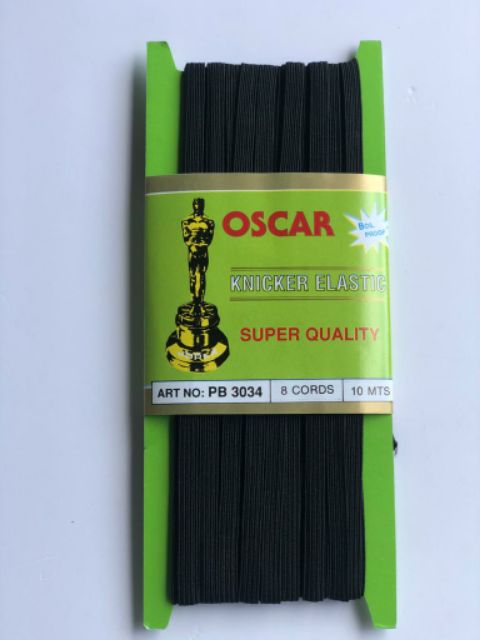 OSCAR
BOIL
PROOF
KNICKER ELASTIC
SUPER QUALITY
ART NO: PB 3034 8 CORDS 10 MTS